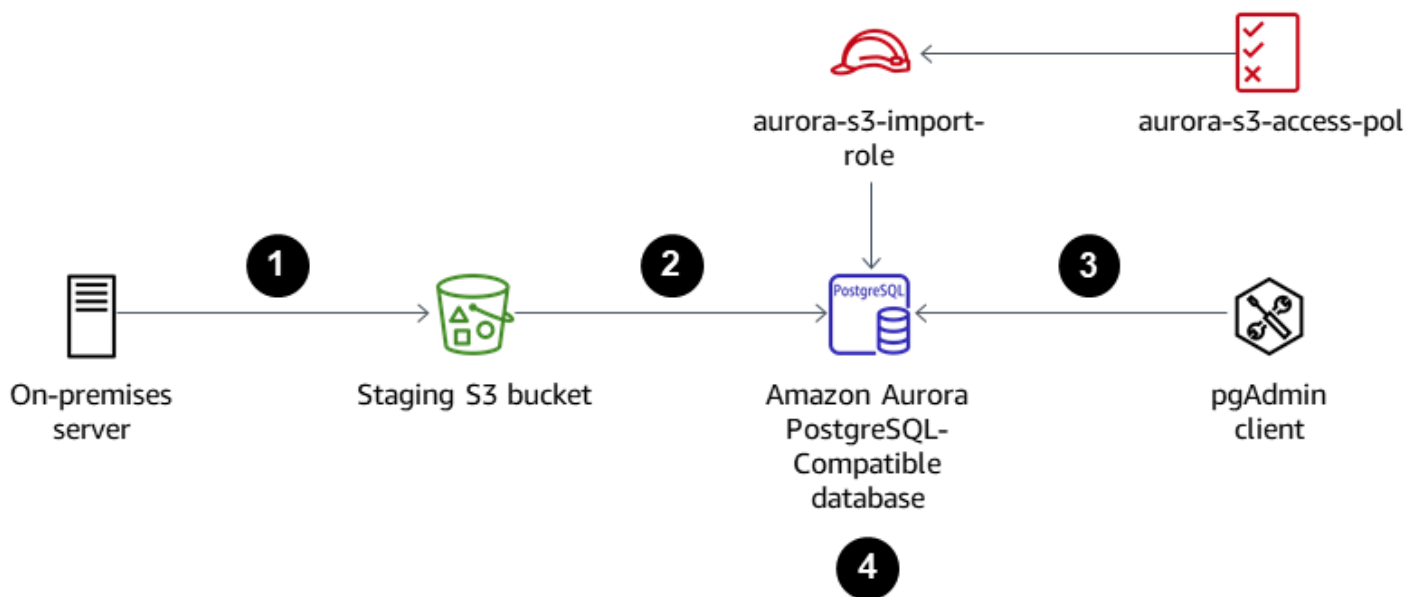 aurora-s3-import-
role
aurora-s3-access-pol
1
2
3
PostgreSQL
On-premises
server
Staging S3 bucket
Amazon Aurora
PostgreSQL-
Compatible
database
pgAdmin
client
4